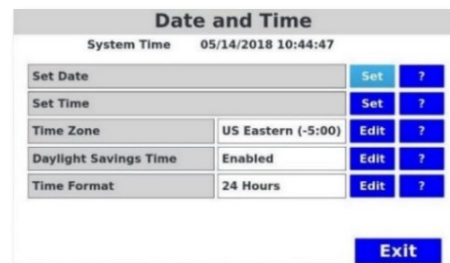 Date and Time
System Time 05/14/2018 10:44:47
Set Date Set ?
Set Time Set ?
Time Zone US Eastern (-5:00) Edit ?
Daylight Savings Time Enabled Edit ?
Time Format 24 Hours Edit ?
Exit